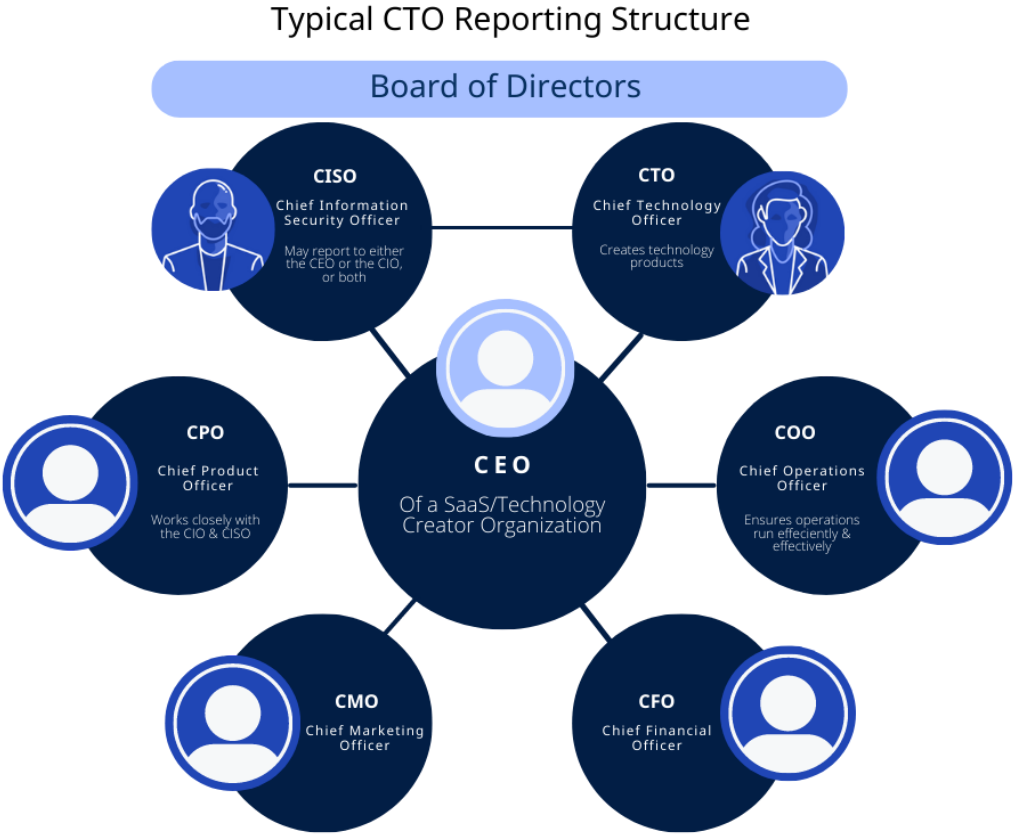 Typical CTO Reporting Structure
Board of Directors
CISO
Chief Information
Security Officer
May report to either
the CEO or the CIO,
or both
CTO
Chief Technology
Officer
Creates technology
products
CPO
Chief Product
Officer
Works closely with
the CIO & CISO
CEO
Of a SaaS/Technology
Creator Organization
COO
Chief Operations
Officer
Ensures operations
run effeciently &
effectively
CMO
Chief Marketing
Officer
CFO
Chief Financial
Officer